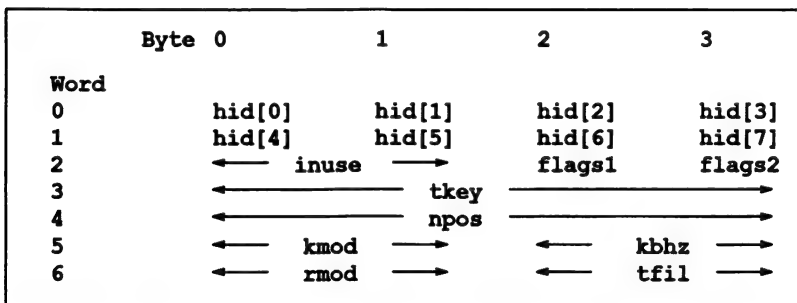 Byte 0 1 2 3
Word
0 hid[0] hid[1] hid[2] hid[3]
1 hid[4] hid[5] hid[6] hid[7]
2 inuse flags1 flags2
3 tkey
4 npos
5 kmod kbhz
6 rmod tfil